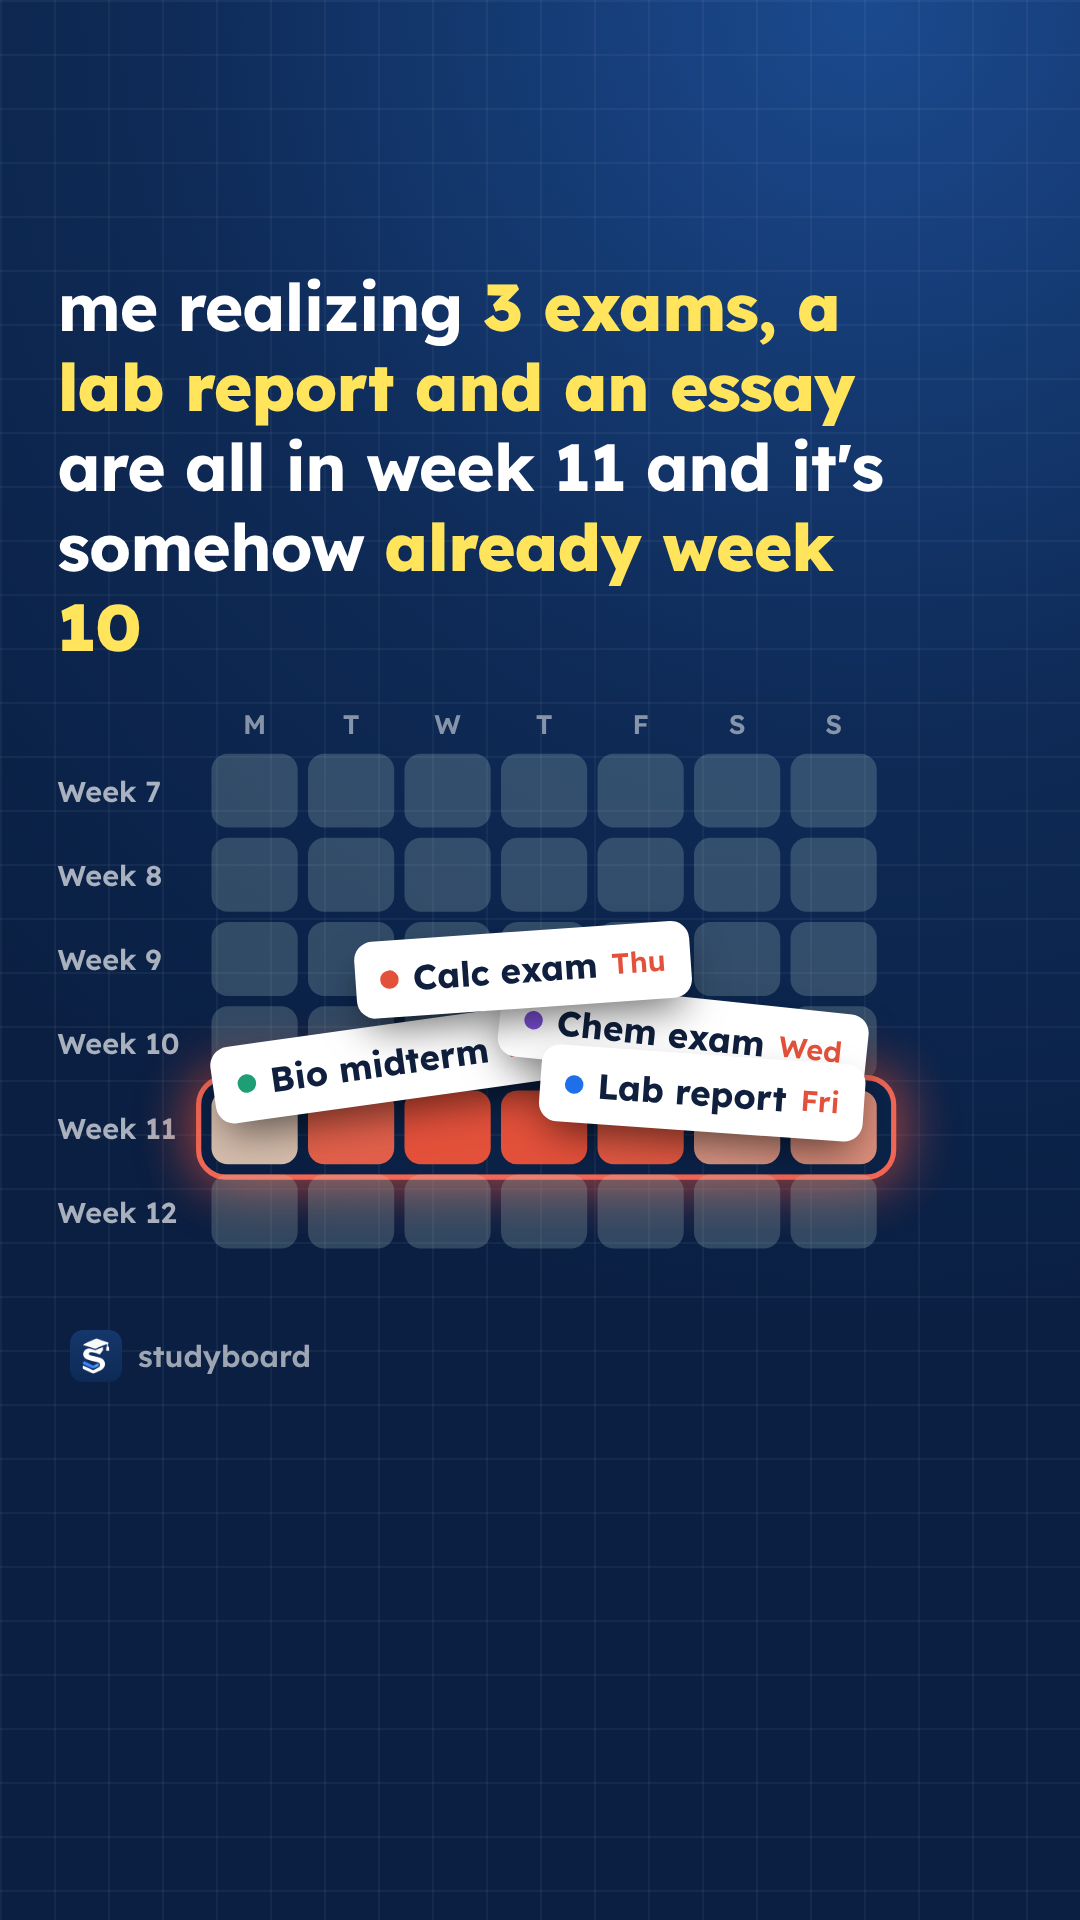 me realizing 3 exams, a
lab report and an essay
are all in week 11 and it's
somehow already week
10
M T W T F S S
Week 7
Week 8
Week 9
Calc exam Thu
Week 10
Chem exam Wed
Bio midterm
Lab report Fri
Week 11
Week 12
studyboard